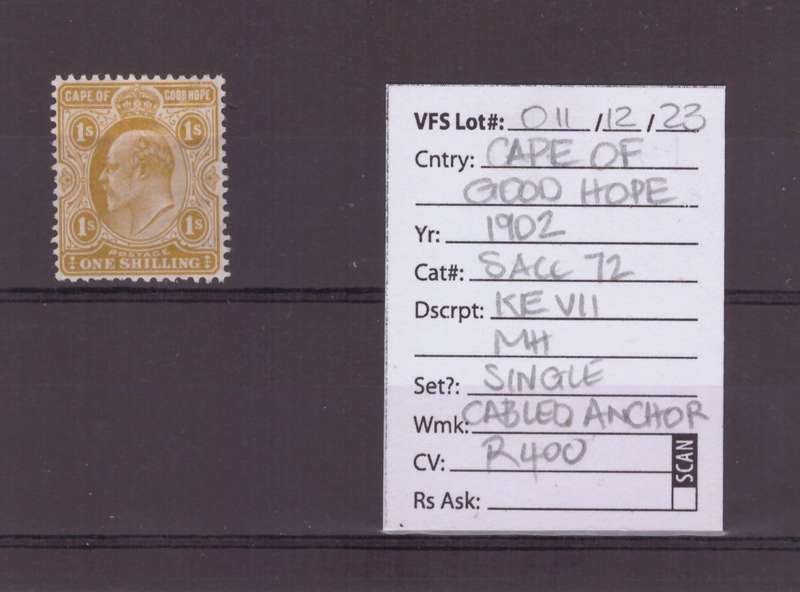 CAPE OF GOOD HOPE
1s 1s
1s 1s
POSTAGE
ONE SHILLING
VFS Lot#: 011 /12 / 23
Cntry: CAPE OF
GOOD HOPE
Yr: 1902
Cat#: SACC 72
Dscrpt: KE VII
MH
Set?: SINGLE
Wmk: CABLED ANCHOR
CV: R400
Rs Ask:
SCAN